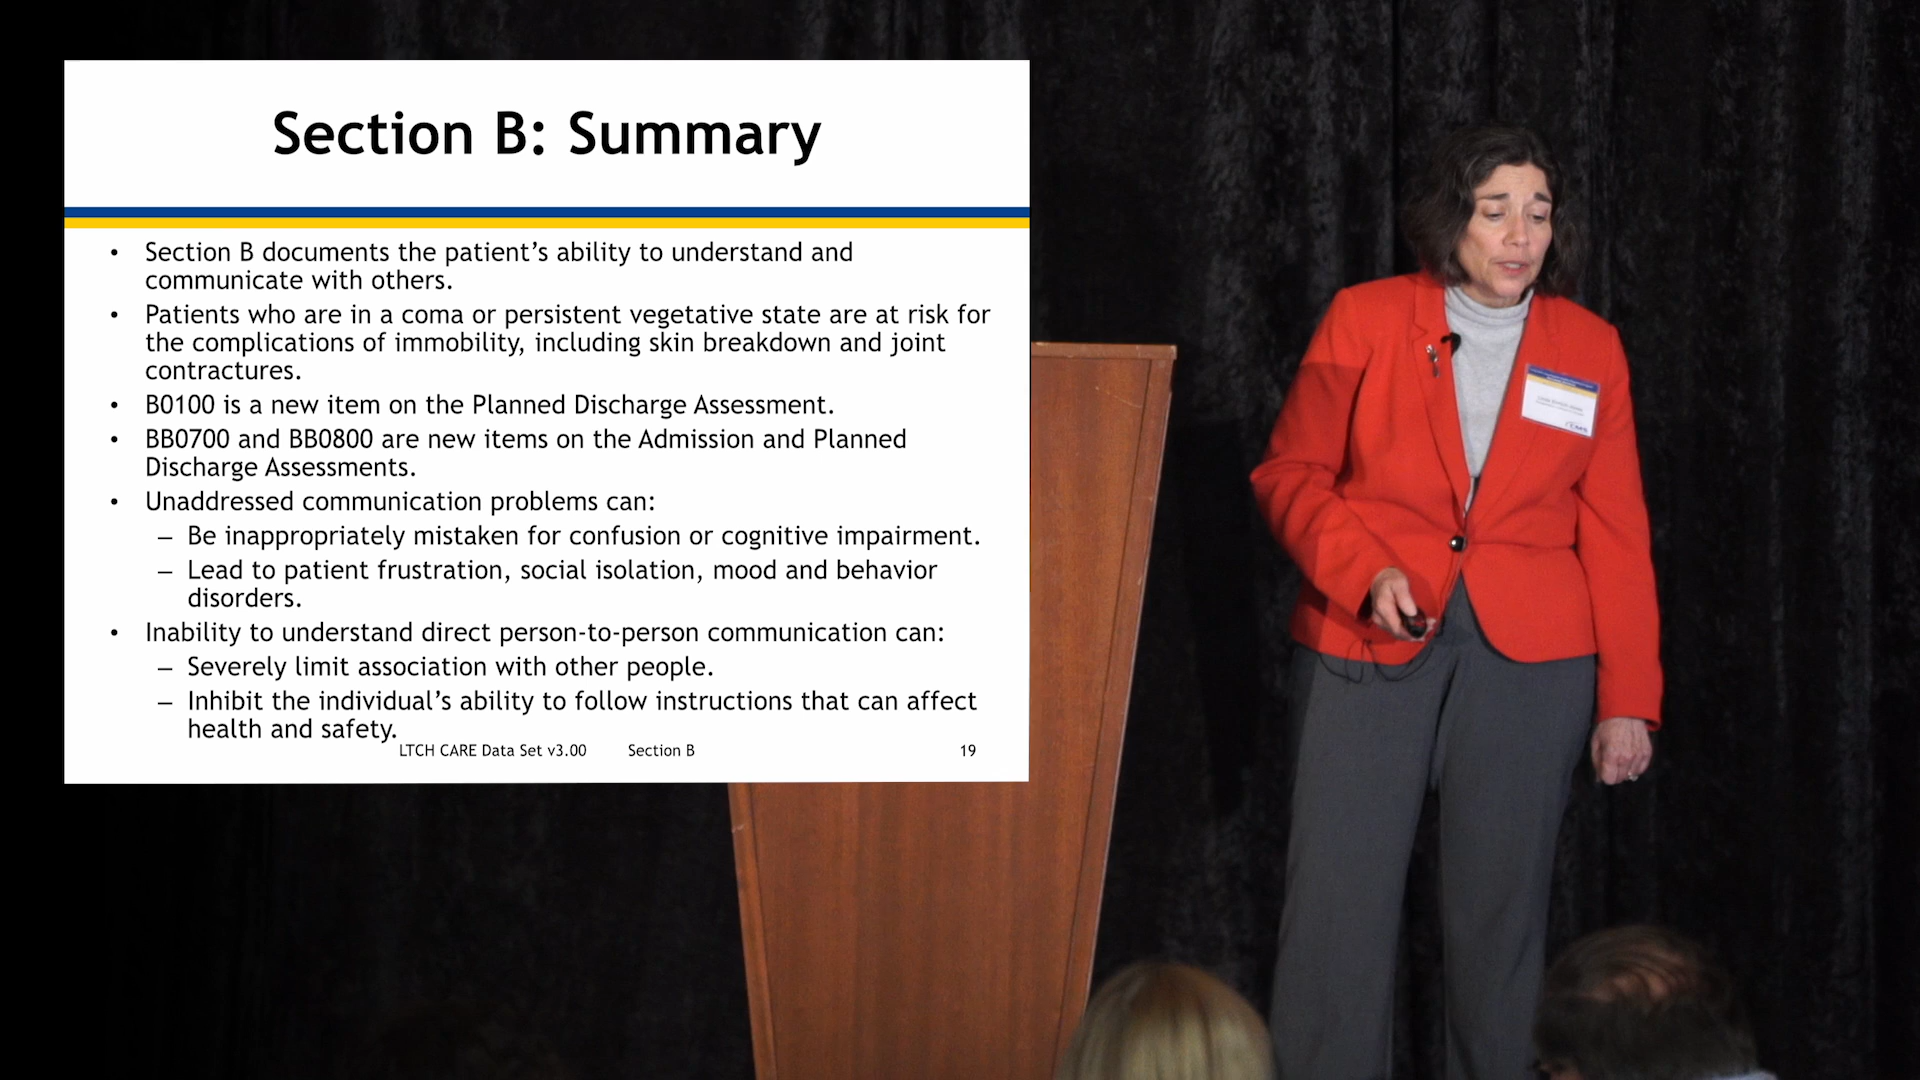 Section B: Summary
• Section B documents the patient’s ability to understand and
communicate with others.
• Patients who are in a coma or persistent vegetative state are at risk for
the complications of immobility, including skin breakdown and joint
contractures.
• B0100 is a new item on the Planned Discharge Assessment.
• BB0700 and BB0800 are new items on the Admission and Planned
Discharge Assessments.
• Unaddressed communication problems can:
– Be inappropriately mistaken for confusion or cognitive impairment.
– Lead to patient frustration, social isolation, mood and behavior
disorders.
• Inability to understand direct person-to-person communication can:
– Severely limit association with other people.
– Inhibit the individual’s ability to follow instructions that can affect
health and safety.
LTCH CARE Data Set v3.00 Section B 19